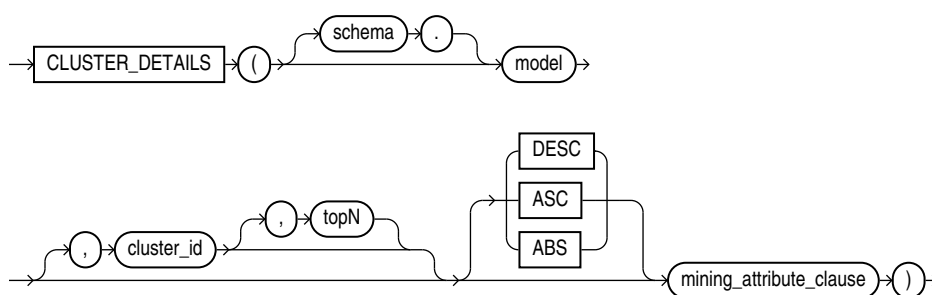 CLUSTER_DETAILS ( schema . model
, cluster_id , topN DESC
ASC
ABS
mining_attribute_clause )